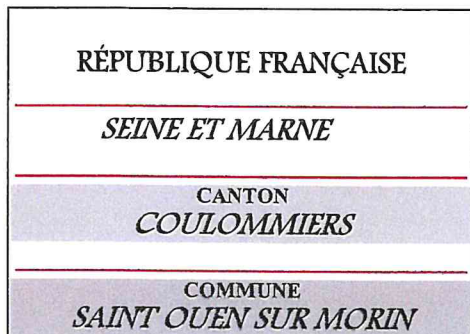 RÉPUBLIQUE FRANÇAISE
SEINE ET MARNE
CANTON
COULOMMIERS
COMMUNE
SAINT OUEN SUR MORIN